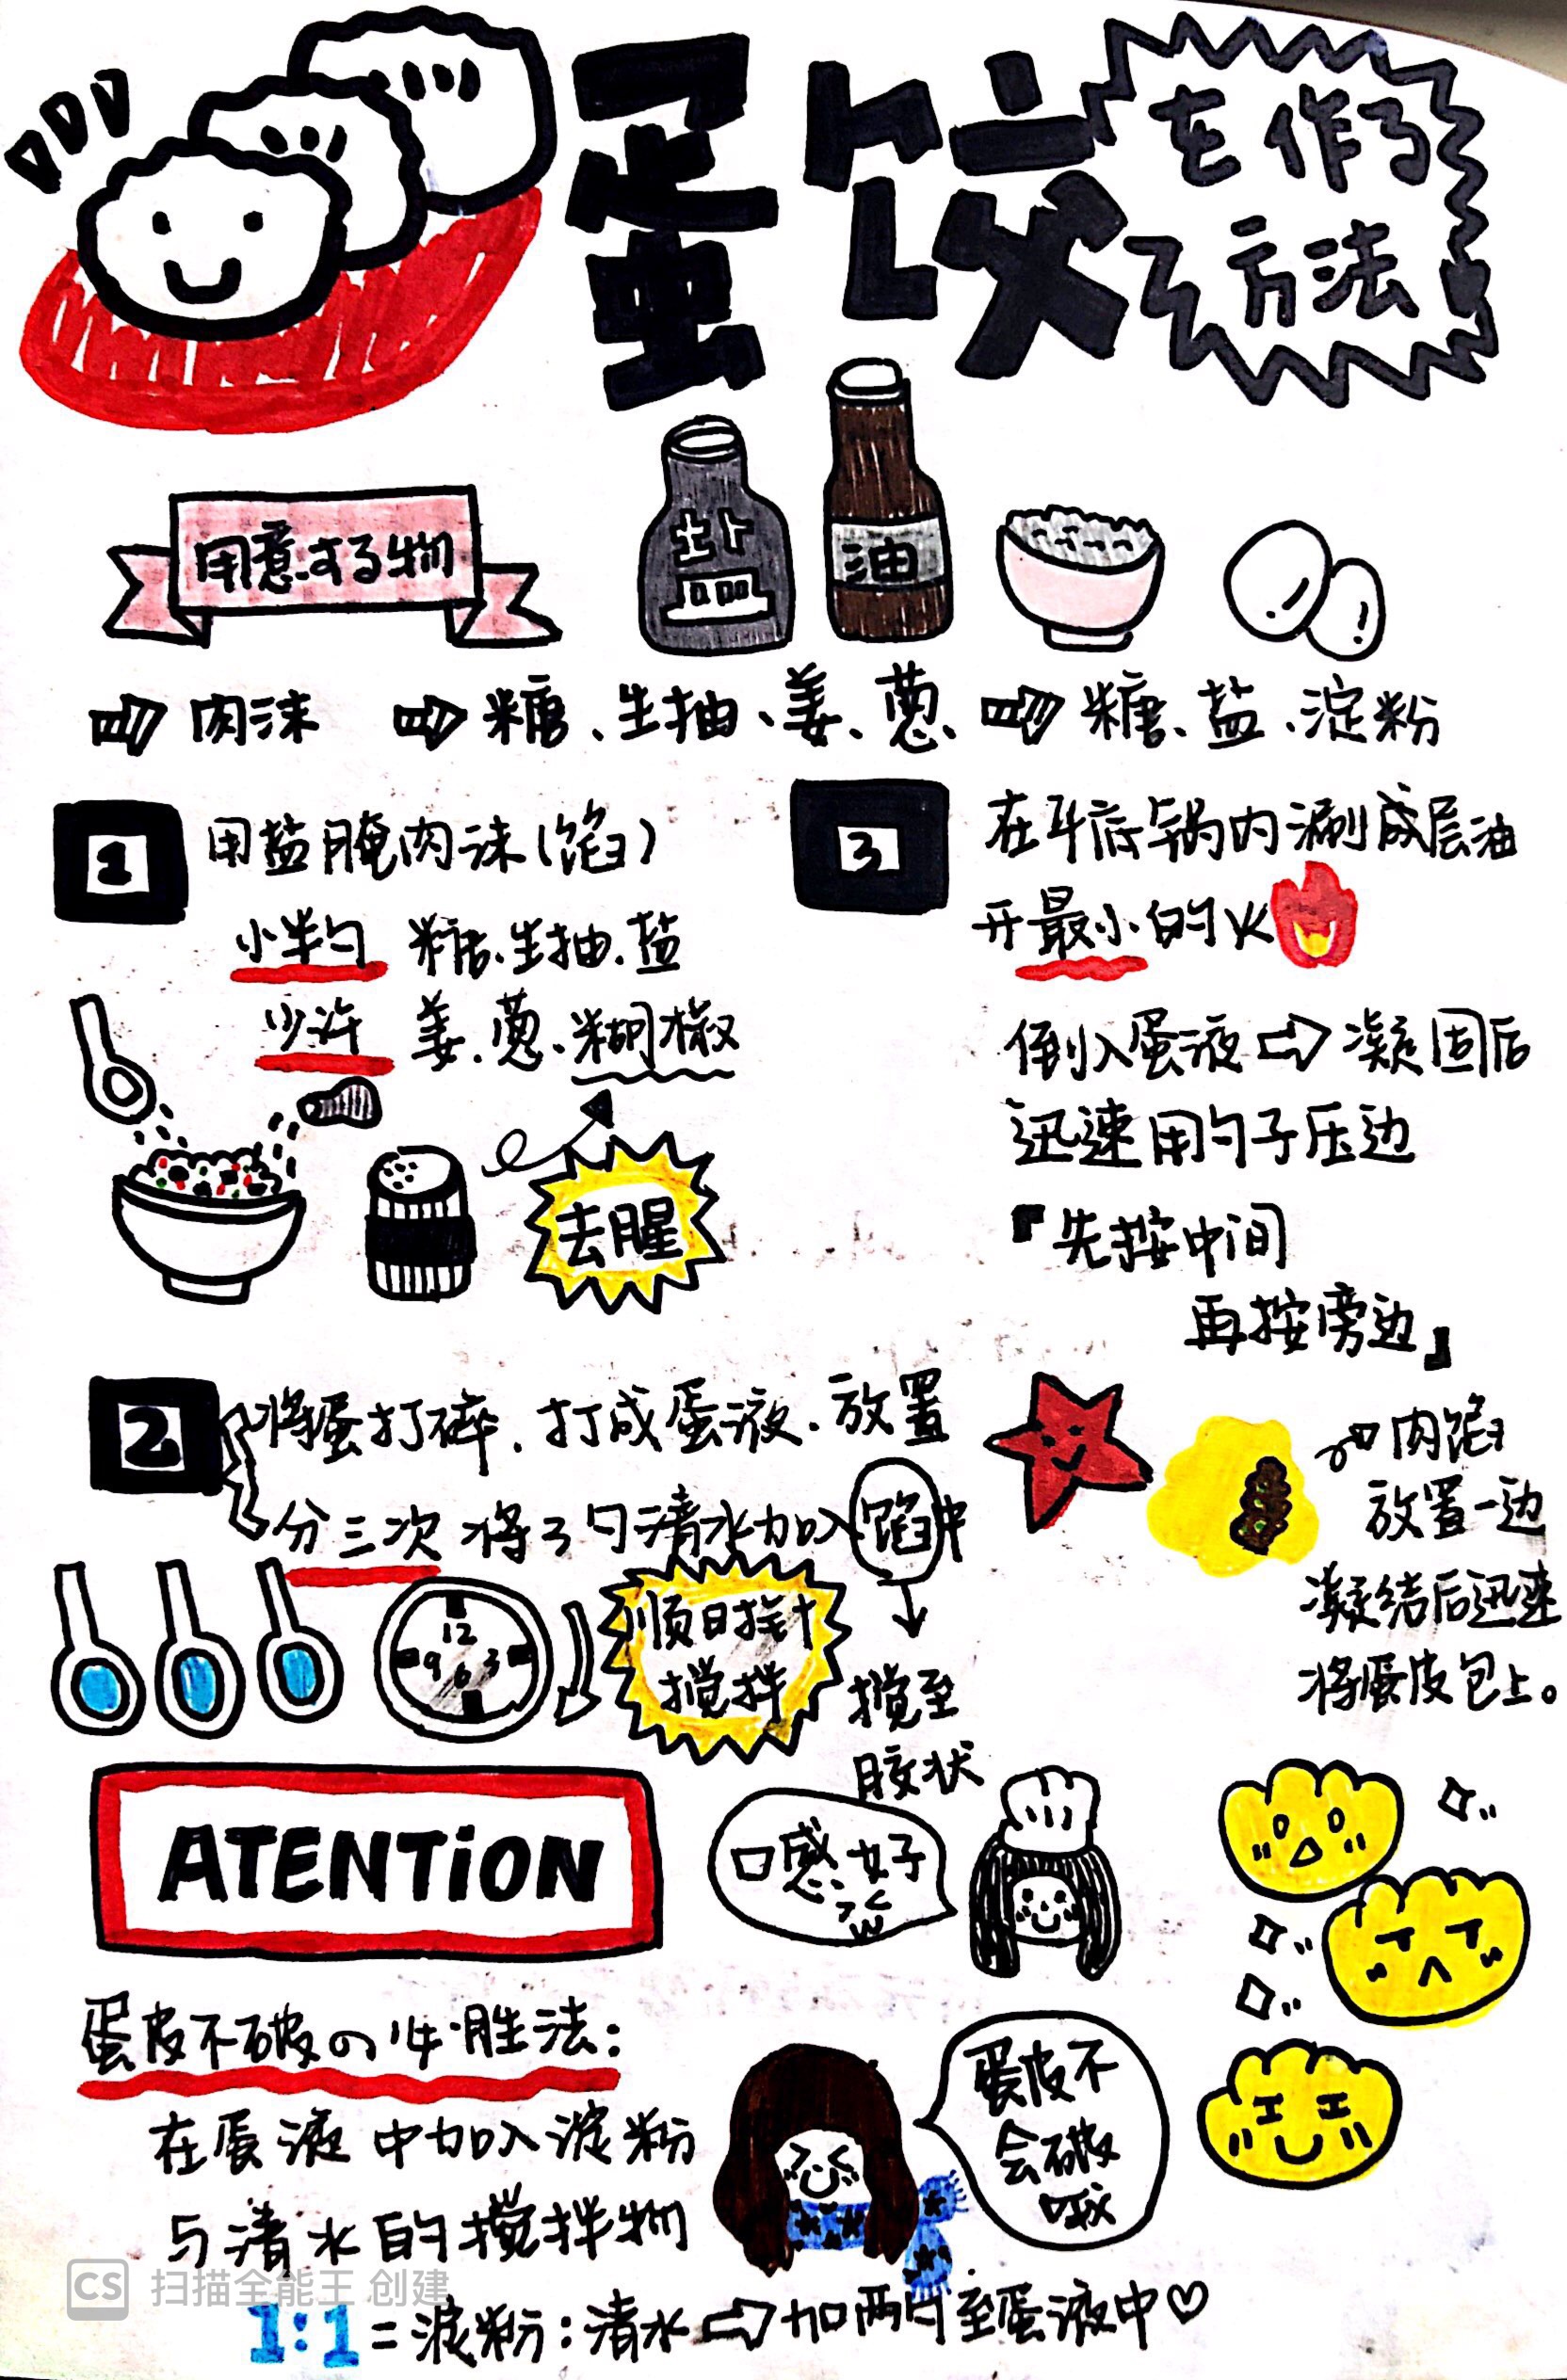 蛋饺
を作る
方法
盐
油
用意する物
肉沫 糖、生抽、姜、葱、 糖、盐、淀粉
1 用盐腌肉沫(馅)
小半勺 糖、生抽、盐
少许 姜、葱、糊椒
去腥
2 将蛋打碎、打成蛋液、放置
分三次 将3勺清水加入馅中
12
9 3
6
顺时针
搅拌
搅至
胶状
3
锅内涮成层油
开最小的火
倒入蛋液⇨凝固后
迅速用勺子压边
『先按中间
再按旁边』
肉馅
放置一边
凝结后迅速
将蛋皮包上。
ATENTiON
口感好
蛋皮不破の 胜法:
在蛋液中加入淀粉
与清水的搅拌物
蛋皮不
会破
哦
1:1=淀粉:清水⇨加两勺至蛋液中♡
CS 扫描全能王 创建